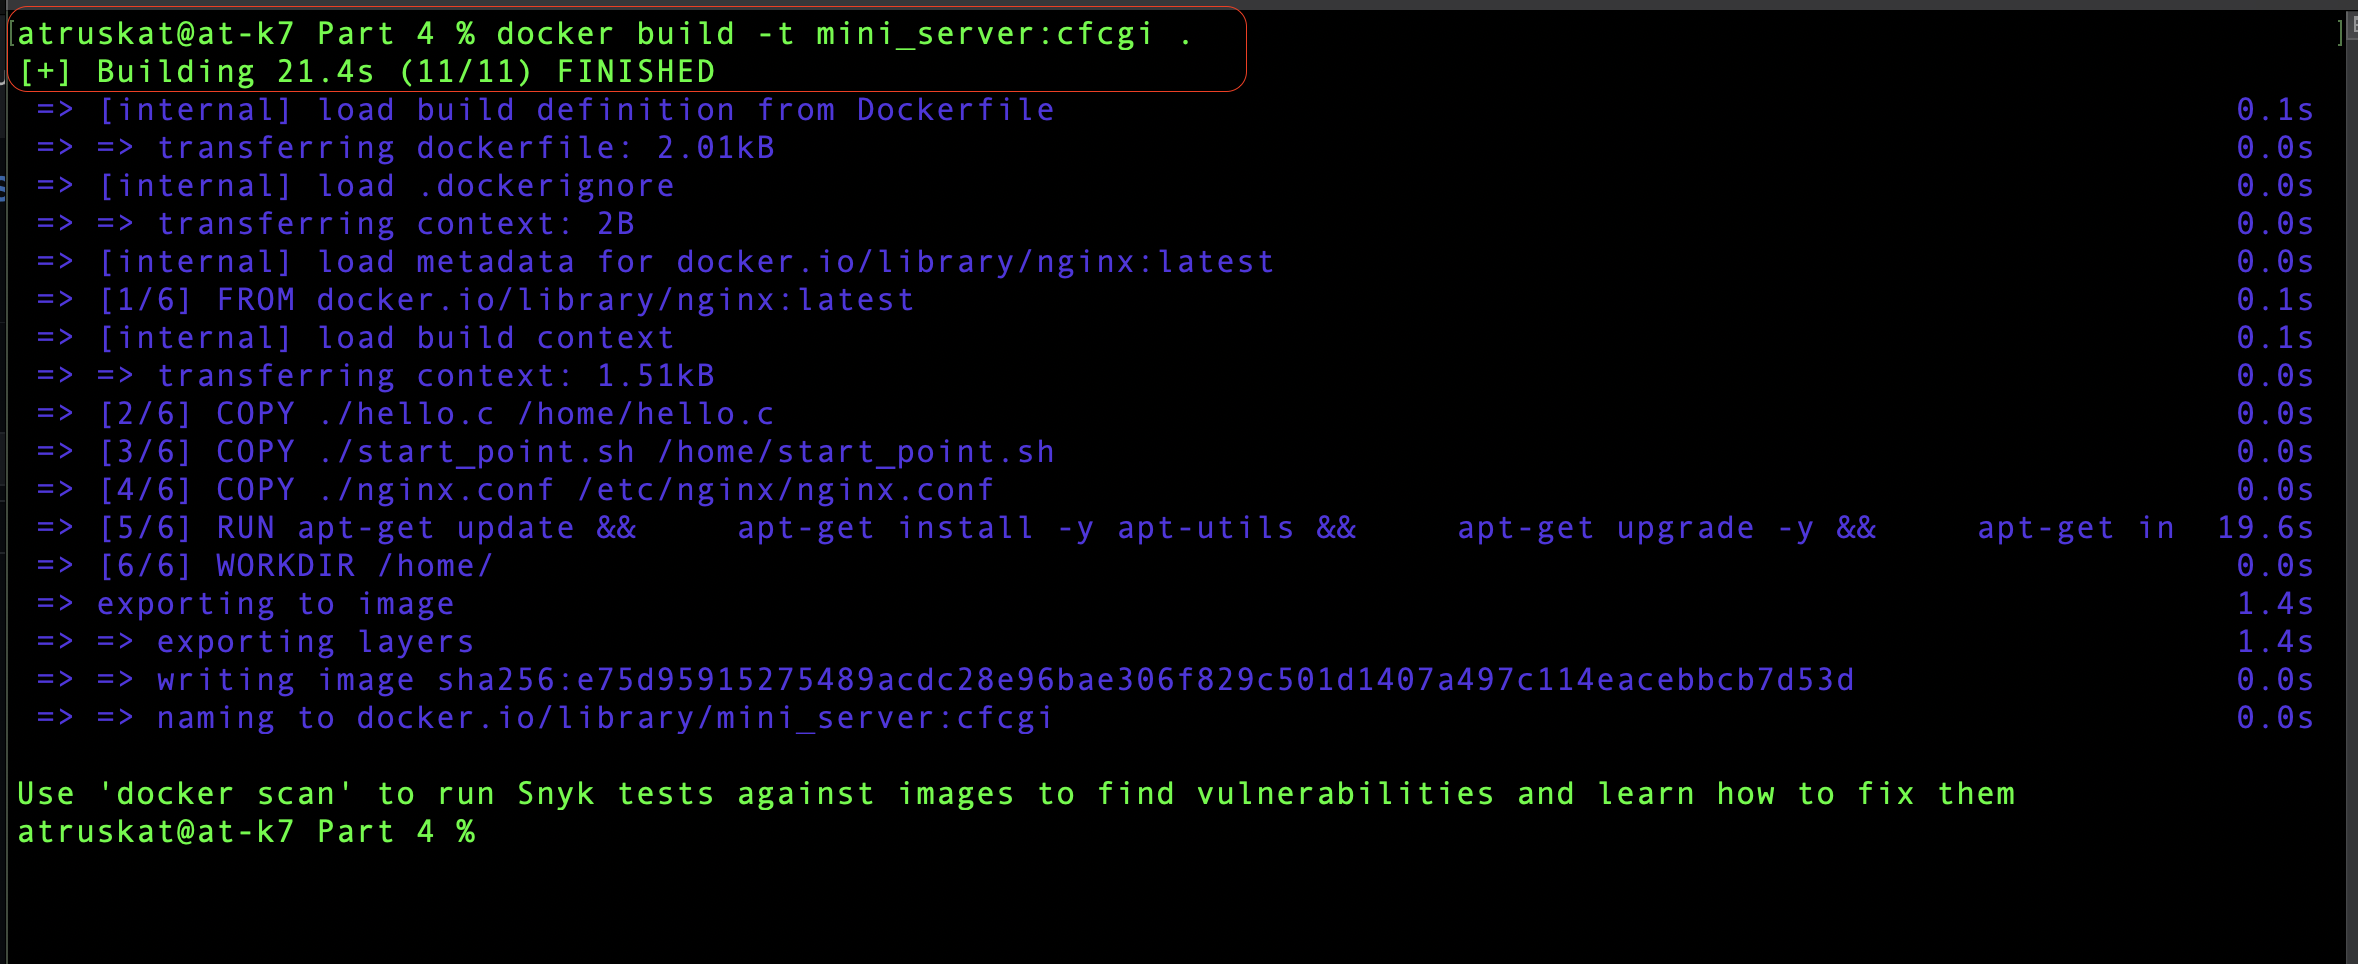 [atruskat@at-k7 Part 4 % docker build -t mini_server:cfcgi . ]
[+] Building 21.4s (11/11) FINISHED
=> [internal] load build definition from Dockerfile 0.1s
=> => transferring dockerfile: 2.01kB 0.0s
=> [internal] load .dockerignore 0.0s
=> => transferring context: 2B 0.0s
=> [internal] load metadata for docker.io/library/nginx:latest 0.0s
=> [1/6] FROM docker.io/library/nginx:latest 0.1s
=> [internal] load build context 0.1s
=> => transferring context: 1.51kB 0.0s
=> [2/6] COPY ./hello.c /home/hello.c 0.0s
=> [3/6] COPY ./start_point.sh /home/start_point.sh 0.0s
=> [4/6] COPY ./nginx.conf /etc/nginx/nginx.conf 0.0s
=> [5/6] RUN apt-get update &&     apt-get install -y apt-utils &&     apt-get upgrade -y &&     apt-get in 19.6s
=> [6/6] WORKDIR /home/ 0.0s
=> exporting to image 1.4s
=> => exporting layers 1.4s
=> => writing image sha256:e75d95915275489acdc28e96bae306f829c501d1407a497c114eacebbcb7d53d 0.0s
=> => naming to docker.io/library/mini_server:cfcgi 0.0s
Use 'docker scan' to run Snyk tests against images to find vulnerabilities and learn how to fix them
atruskat@at-k7 Part 4 %